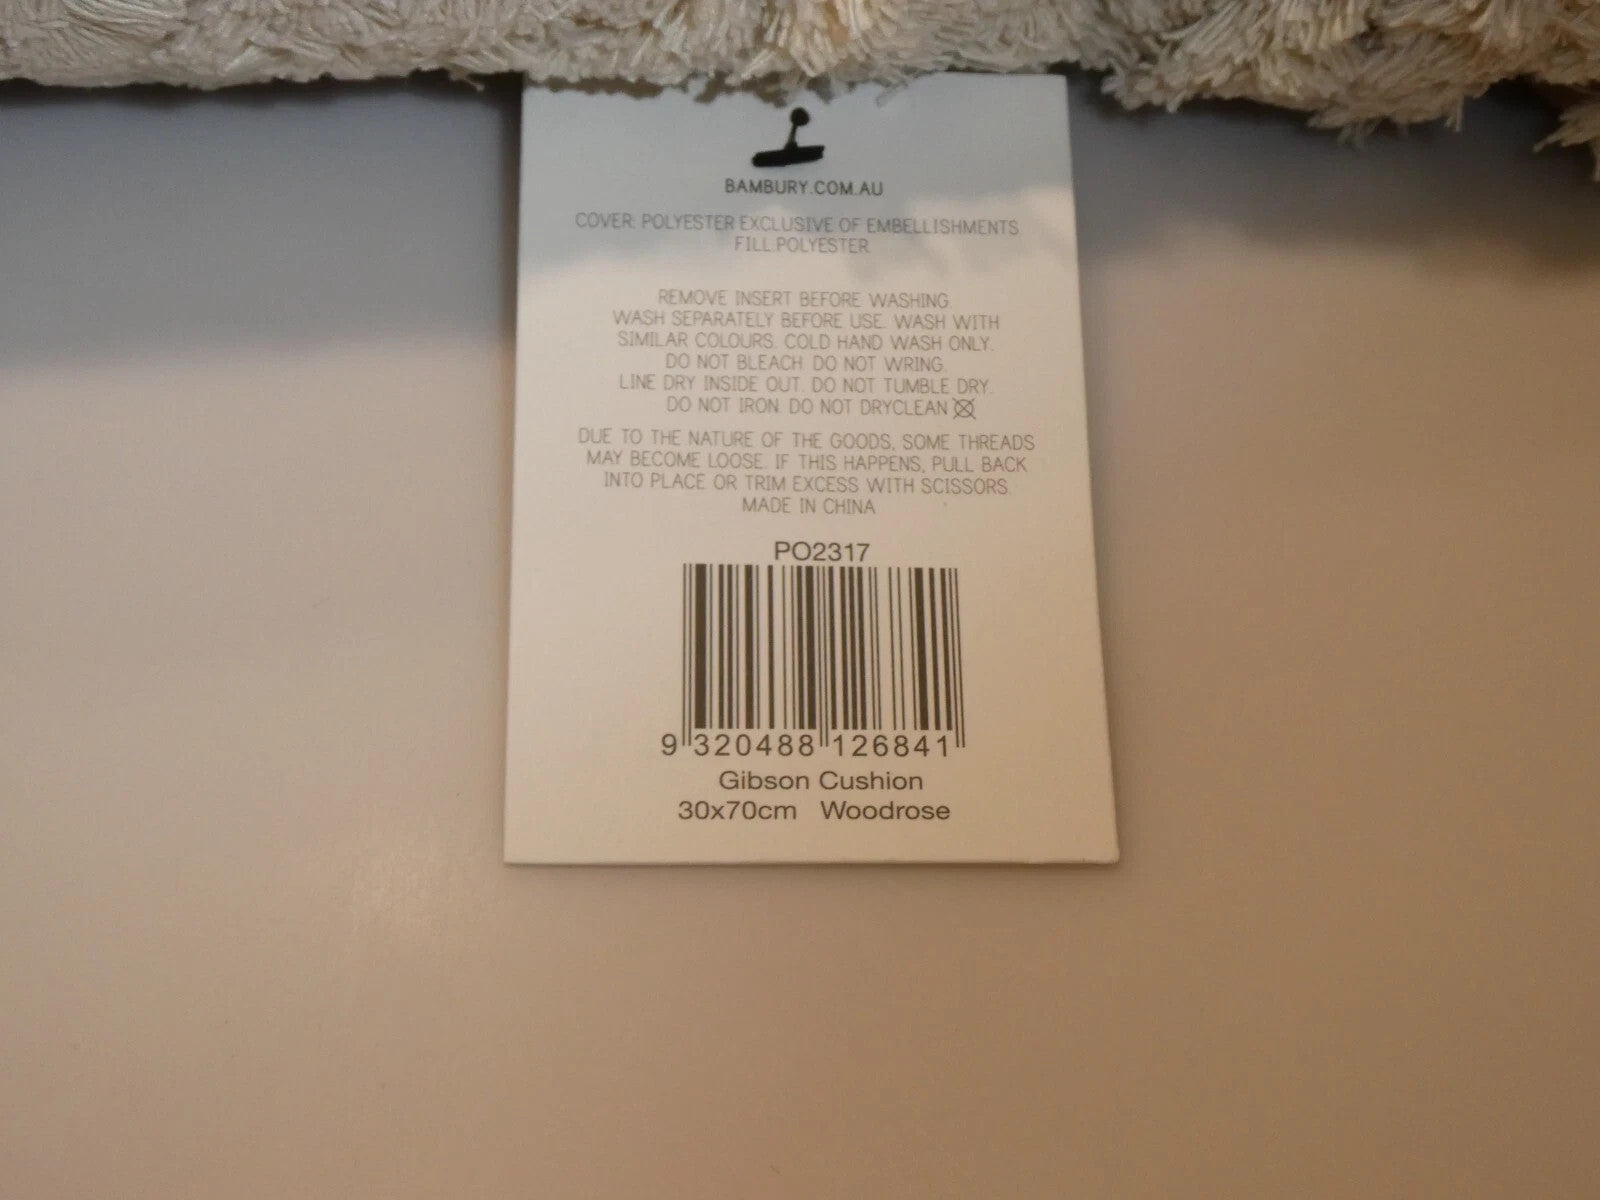 BAMBURY.COM.AU
COVER: POLYESTER EXCLUSIVE OF EMBELLISHMENTS
FILL:POLYESTER
REMOVE INSERT BEFORE WASHING.
WASH SEPARATELY BEFORE USE. WASH WITH
SIMILAR COLOURS. COLD HAND WASH ONLY.
DO NOT BLEACH. DO NOT WRING.
LINE DRY INSIDE OUT. DO NOT TUMBLE DRY.
DO NOT IRON. DO NOT DRYCLEAN
DUE TO THE NATURE OF THE GOODS, SOME THREADS
MAY BECOME LOOSE. IF THIS HAPPENS, PULL BACK
INTO PLACE OR TRIM EXCESS WITH SCISSORS.
MADE IN CHINA
PO2317
9 320488 126841
Gibson Cushion
30x70cm Woodrose